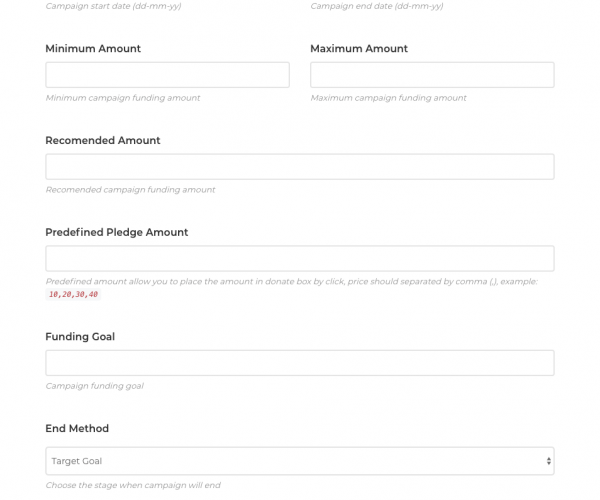 Campaign start date (dd-mm-yy) Campaign end date (dd-mm-yy)
Minimum Amount Maximum Amount
Minimum campaign funding amount Maximum campaign funding amount
Recomended Amount
Recomended campaign funding amount
Predefined Pledge Amount
Predefined amount allow you to place the amount in donate box by click, price should separated by comma (,), example:
10,20,30,40
Funding Goal
Campaign funding goal
End Method
Target Goal
Choose the stage when campaign will end